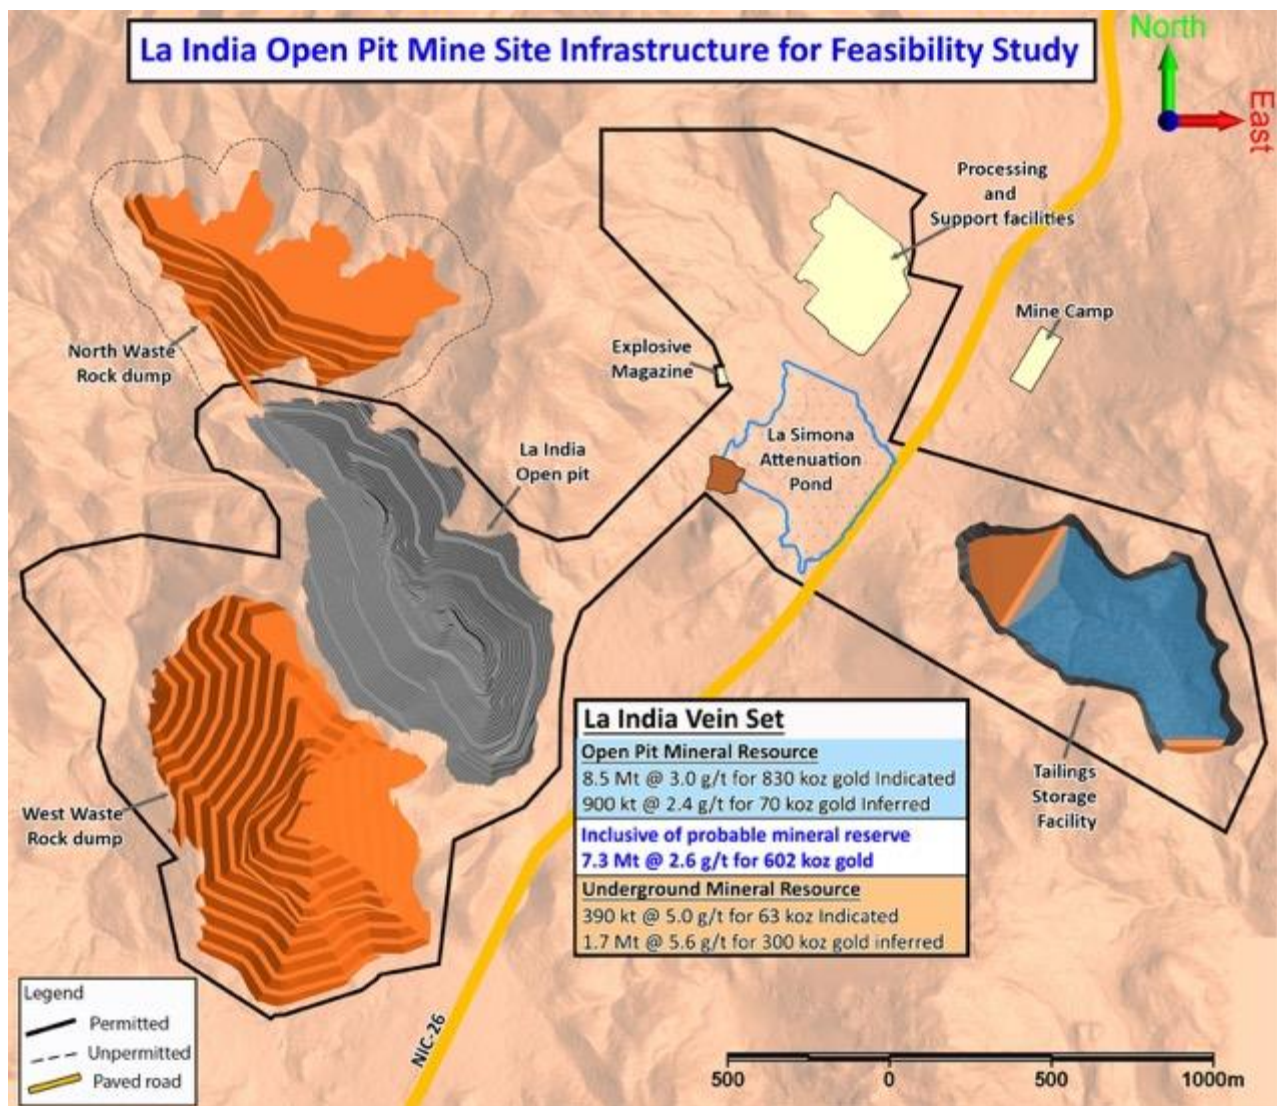 La India Open Pit Mine Site Infrastructure for Feasibility Study
North
East
Processing
and
Support facilities
Mine Camp
North Waste
Rock dump
Explosive
Magazine
La India
Open pit
La Simona
Attenuation
Pond
West Waste
Rock dump
Tailings
Storage
Facility
La India Vein Set
Open Pit Mineral Resource
8.5 Mt @ 3.0 g/t for 830 koz gold Indicated
900 kt @ 2.4 g/t for 70 koz gold Inferred
Inclusive of probable mineral reserve
7.3 Mt @ 2.6 g/t for 602 koz gold
Underground Mineral Resource
390 kt @ 5.0 g/t for 63 koz Indicated
1.7 Mt @ 5.6 g/t for 300 koz gold inferred
Legend
Permitted
Unpermitted
Paved road
NIC-26
500 0 500 1000m